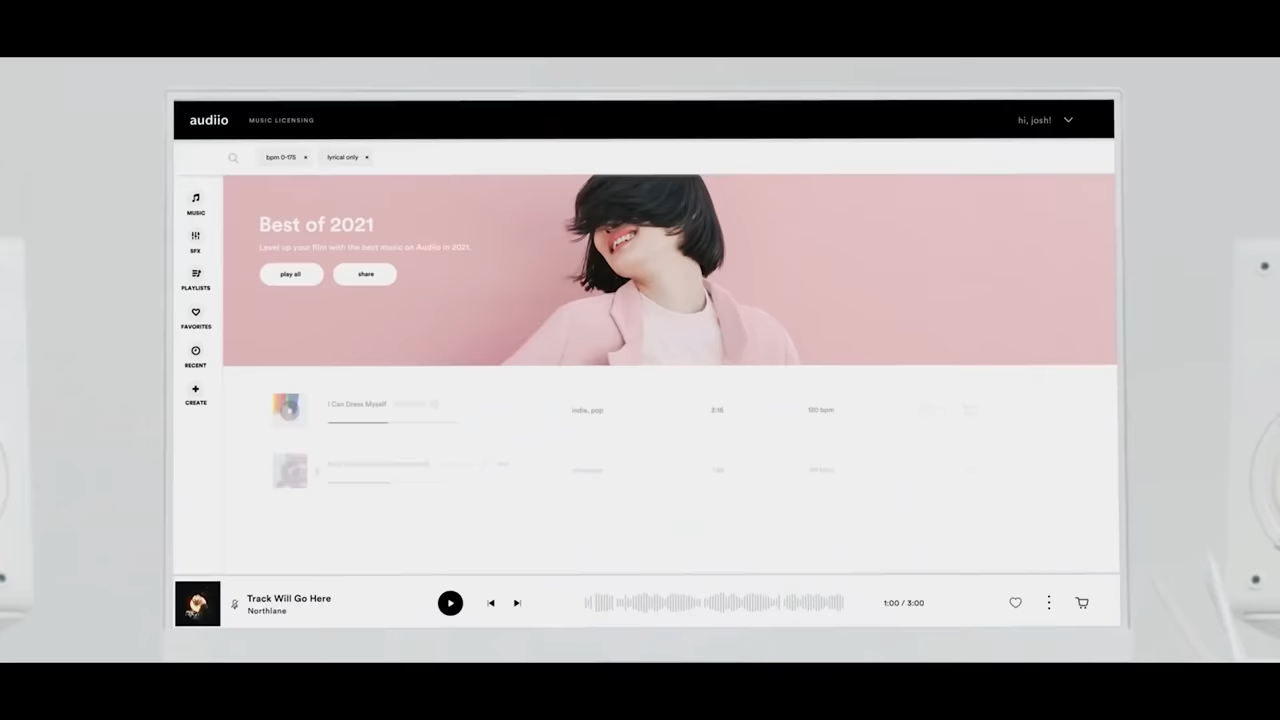 audiio
MUSIC LICENSING
hi, josh!
bpm 0-175 ×
lyrical only ×
MUSIC
SFX
PLAYLISTS
FAVORITES
RECENT
CREATE
Best of 2021
Level up your film with the best music on Audiio in 2021.
play all
share
I Can Dress Myself
indie, pop
2:16
120 bpm
Track Will Go Here
Northlane
1:00 / 3:00